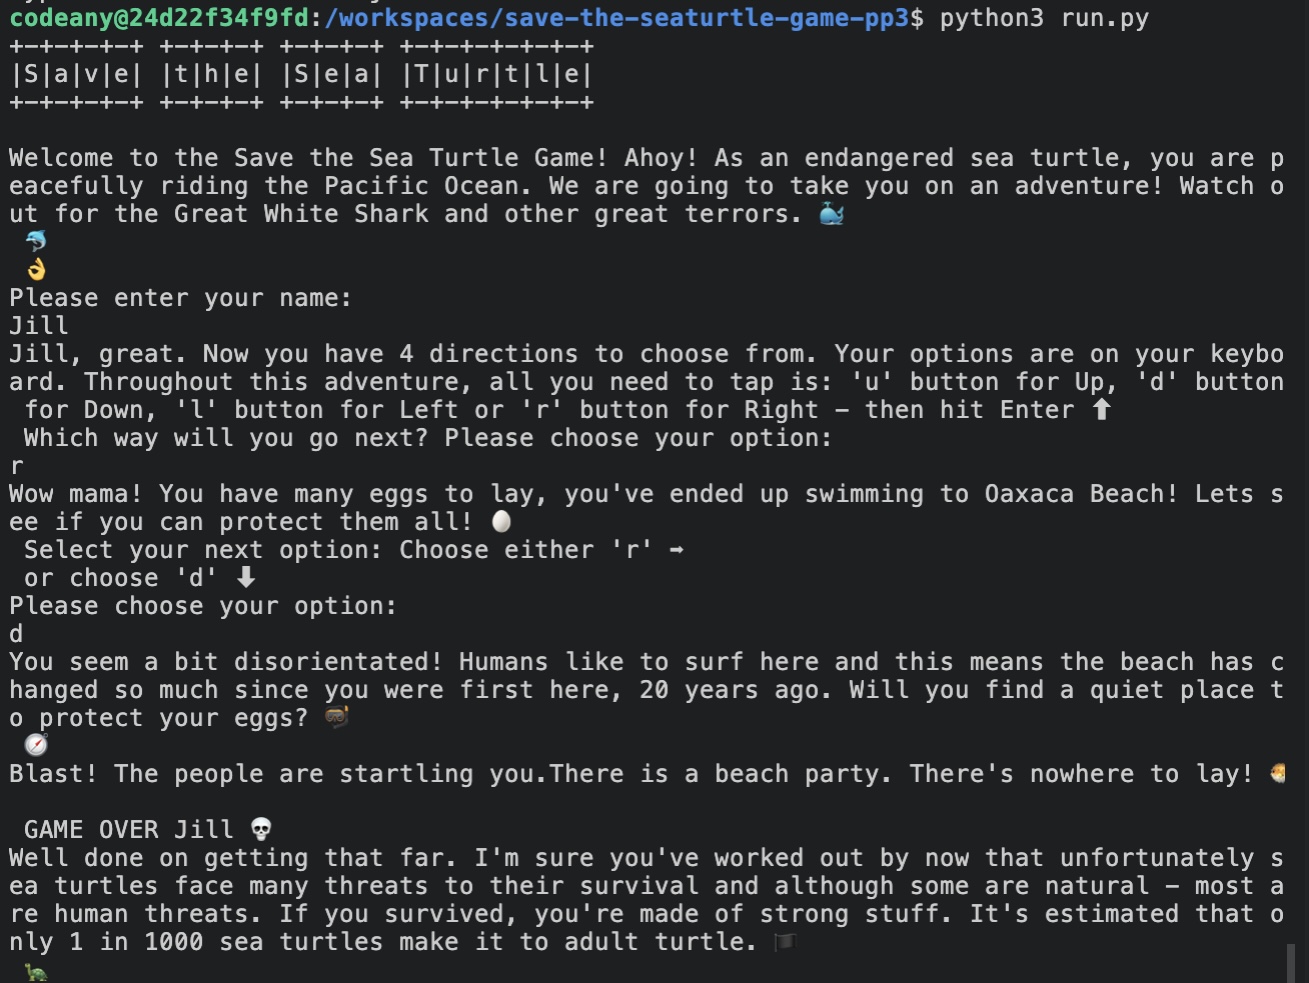 codeany@24d22f34f9fd:/workspaces/save-the-seaturtle-game-pp3$ python3 run.py
+-+-+-+-+ +-+-+-+ +-+-+-+ +-+-+-+-+-+-+
|S|a|v|e| |t|h|e| |S|e|a| |T|u|r|t|l|e|
+-+-+-+-+ +-+-+-+ +-+-+-+ +-+-+-+-+-+-+
Welcome to the Save the Sea Turtle Game! Ahoy! As an endangered sea turtle, you are p
eacefully riding the Pacific Ocean. We are going to take you on an adventure! Watch o
ut for the Great White Shark and other great terrors. 🐳
🐬
👌
Please enter your name:
Jill
Jill, great. Now you have 4 directions to choose from. Your options are on your keybo
ard. Throughout this adventure, all you need to tap is: 'u' button for Up, 'd' button
 for Down, 'l' button for Left or 'r' button for Right – then hit Enter ⬆
 Which way will you go next? Please choose your option:
r
Wow mama! You have many eggs to lay, you've ended up swimming to Oaxaca Beach! Lets s
ee if you can protect them all! 🥚
 Select your next option: Choose either 'r' ➡
 or choose 'd' ⬇
Please choose your option:
d
You seem a bit disorientated! Humans like to surf here and this means the beach has c
hanged so much since you were first here, 20 years ago. Will you find a quiet place t
o protect your eggs? 🤿
🧭
Blast! The people are startling you.There is a beach party. There's nowhere to lay!
 GAME OVER Jill 💀
Well done on getting that far. I'm sure you've worked out by now that unfortunately s
ea turtles face many threats to their survival and although some are natural – most a
re human threats. If you survived, you're made of strong stuff. It's estimated that o
nly 1 in 1000 sea turtles make it to adult turtle. 🏴
🐢